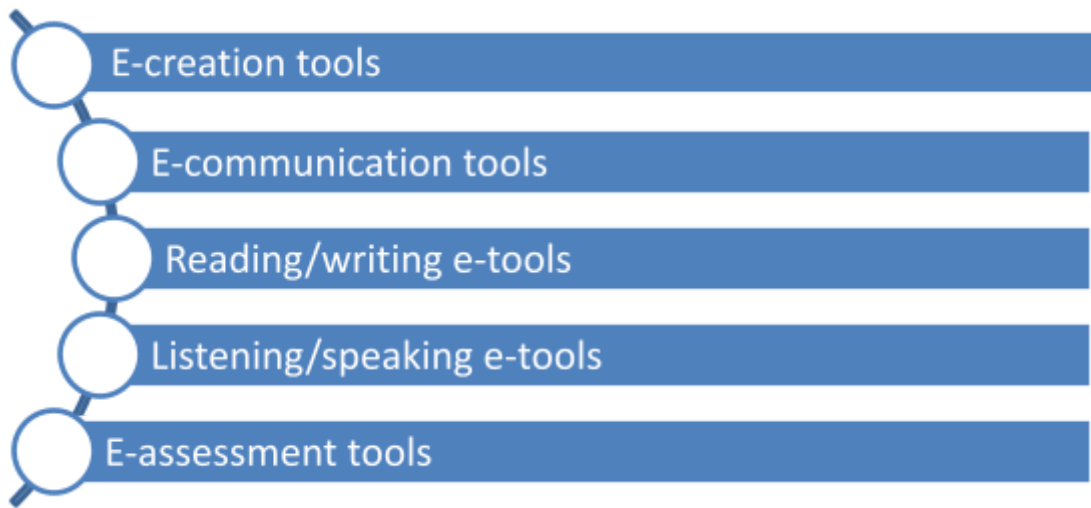 E-creation tools
E-communication tools
Reading/writing e-tools
Listening/speaking e-tools
E-assessment tools